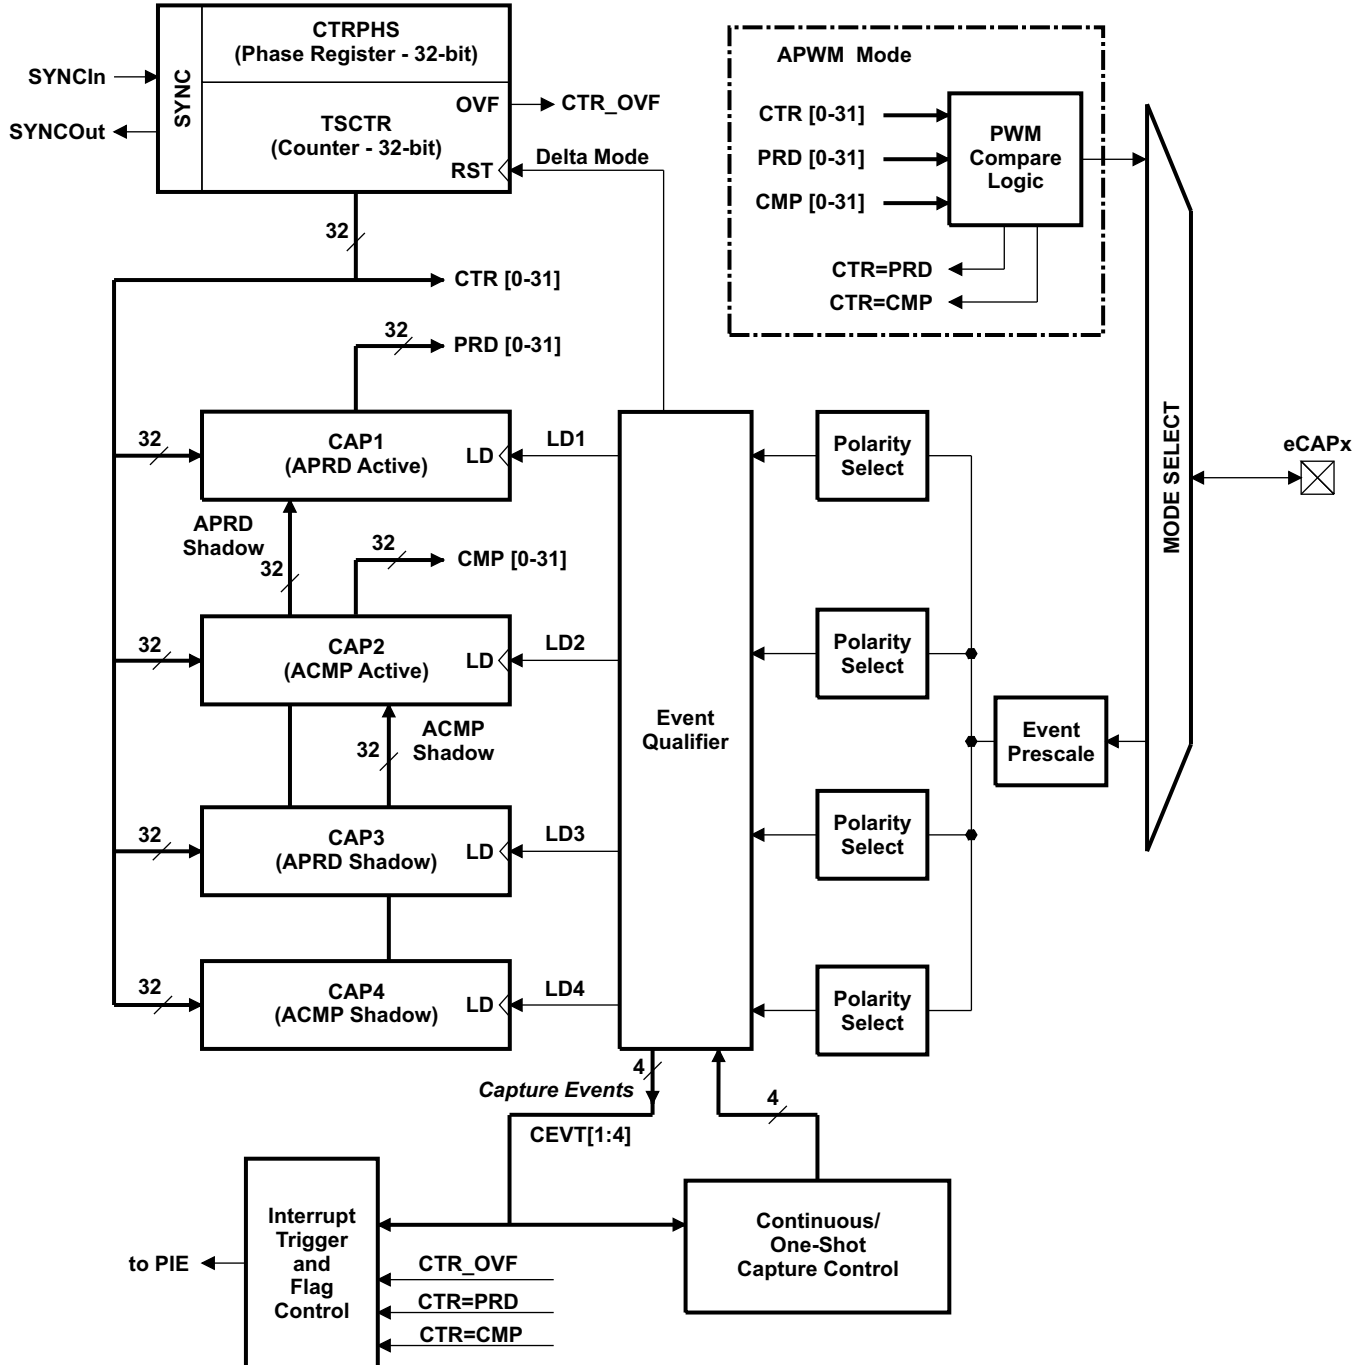 CTRPHS
(Phase Register - 32-bit)
SYNC
SYNCIn
SYNCOut
OVF
CTR_OVF
TSCTR
(Counter - 32-bit)
RST
Delta Mode
32
CTR [0-31]
32
PRD [0-31]
APWM Mode
CTR [0-31]
PRD [0-31]
CMP [0-31]
PWM
Compare
Logic
CTR=PRD
CTR=CMP
MODE SELECT
eCAPx
32
CAP1
(APRD Active)
LD
LD1
Polarity
Select
APRD
Shadow
32
32
CMP [0-31]
32
CAP2
(ACMP Active)
LD
LD2
Polarity
Select
ACMP
Shadow
32
Event
Qualifier
Event
Prescale
32
CAP3
(APRD Shadow)
LD
LD3
Polarity
Select
32
CAP4
(ACMP Shadow)
LD
LD4
Polarity
Select
4
Capture Events
CEVT[1:4]
4
Interrupt
Trigger
and
Flag
Control
to PIE
CTR_OVF
CTR=PRD
CTR=CMP
Continuous/
One-Shot
Capture Control